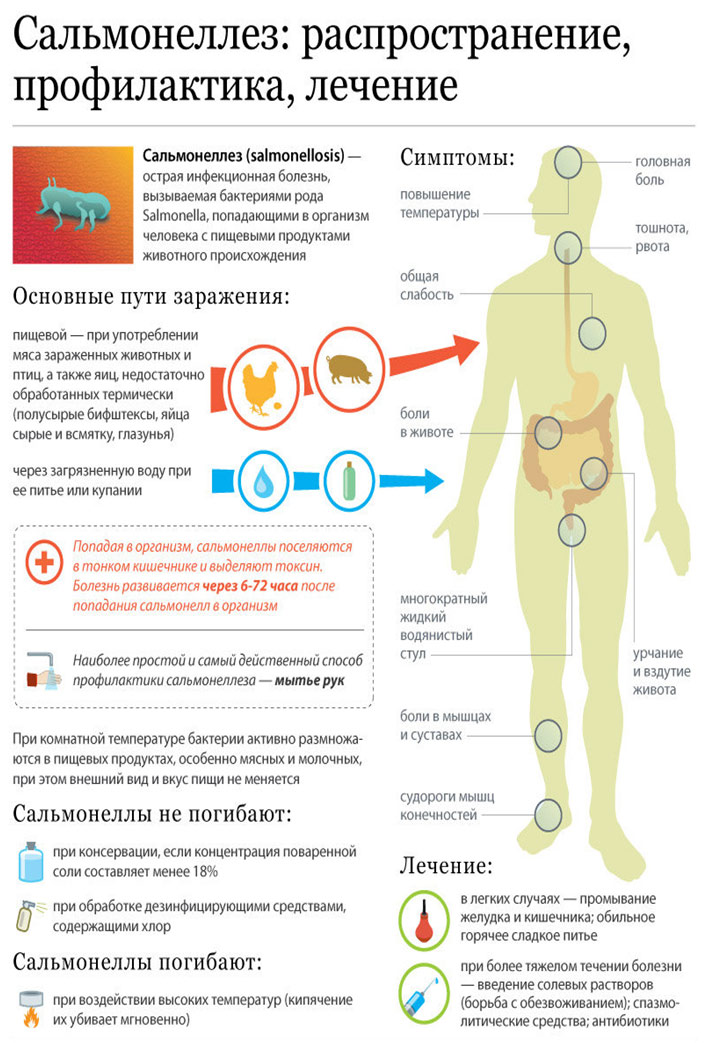 Сальмонеллез: распространение,
профилактика, лечение
Сальмонеллез (salmonellosis) —
острая инфекционная болезнь,
вызываемая бактериями рода
Salmonella, попадающими в организм
человека с пищевыми продуктами
животного происхождения
Основные пути заражения:
пищевой — при употреблении
мяса зараженных животных и
птиц, а также яиц, недостаточно
обработанных термически
(полусырые бифштексы, яйца
сырые и всмятку, глазунья)
через загрязненную воду при
ее питье или купании
Попадая в организм, сальмонеллы поселяются
в тонком кишечнике и выделяют токсин.
Болезнь развивается через 6-72 часа после
попадания сальмонелл в организм
Наиболее простой и самый действенный способ
профилактики сальмонеллеза — мытье рук
При комнатной температуре бактерии активно размножа-
ются в пищевых продуктах, особенно мясных и молочных,
при этом внешний вид и вкус пищи не меняется
Сальмонеллы не погибают:
при консервации, если концентрация поваренной
соли составляет менее 18%
при обработке дезинфицирующими средствами,
содержащими хлор
Сальмонеллы погибают:
при воздействии высоких температур (кипячение
их убивает мгновенно)
Симптомы:
головная
боль
повышение
температуры
тошнота,
рвота
общая
слабость
боли
в животе
многократный
жидкий
водянистый
стул
урчание
и вздутие
живота
боли в мышцах
и суставах
судороги мышц
конечностей
Лечение:
в легких случаях — промывание
желудка и кишечника; обильное
горячее сладкое питье
при более тяжелом течении болезни
— введение солевых растворов
(борьба с обезвоживанием); спазмо-
литические средства; антибиотики